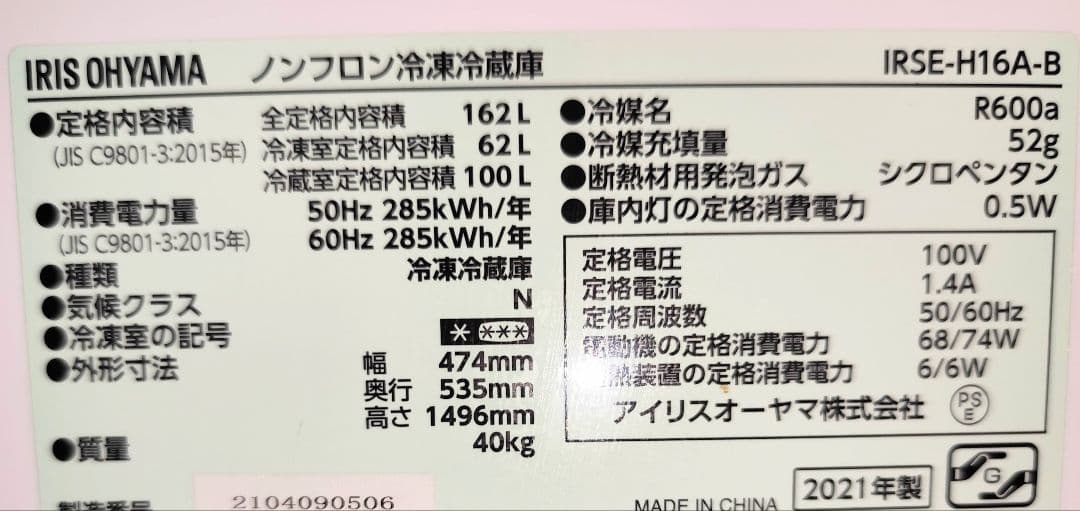 IRIS OHYAMA ノンフロン冷凍冷蔵庫 IRSE-H16A-B
●定格内容積 全定格内容積 162L
(JIS C9801-3:2015年) 冷凍室定格内容積 62L
冷蔵室定格内容積 100L
●消費電力量 50Hz 285kWh/年
(JIS C9801-3:2015年) 60Hz 285kWh/年
●種類 冷凍冷蔵庫
●気候クラス N
●冷凍室の記号 * ***
●外形寸法 幅 474mm
奥行 535mm
高さ 1496mm
●質量 40kg
製造番号 2104090506
●冷媒名 R600a
●冷媒充填量 52g
●断熱材用発泡ガス シクロペンタン
●庫内灯の定格消費電力 0.5W
定格電圧 100V
定格電流 1.4A
定格周波数 50/60Hz
電動機の定格消費電力 68/74W
熱装置の定格消費電力 6/6W
アイリスオーヤマ株式会社 PSE
MADE IN CHINA 2021年製 G